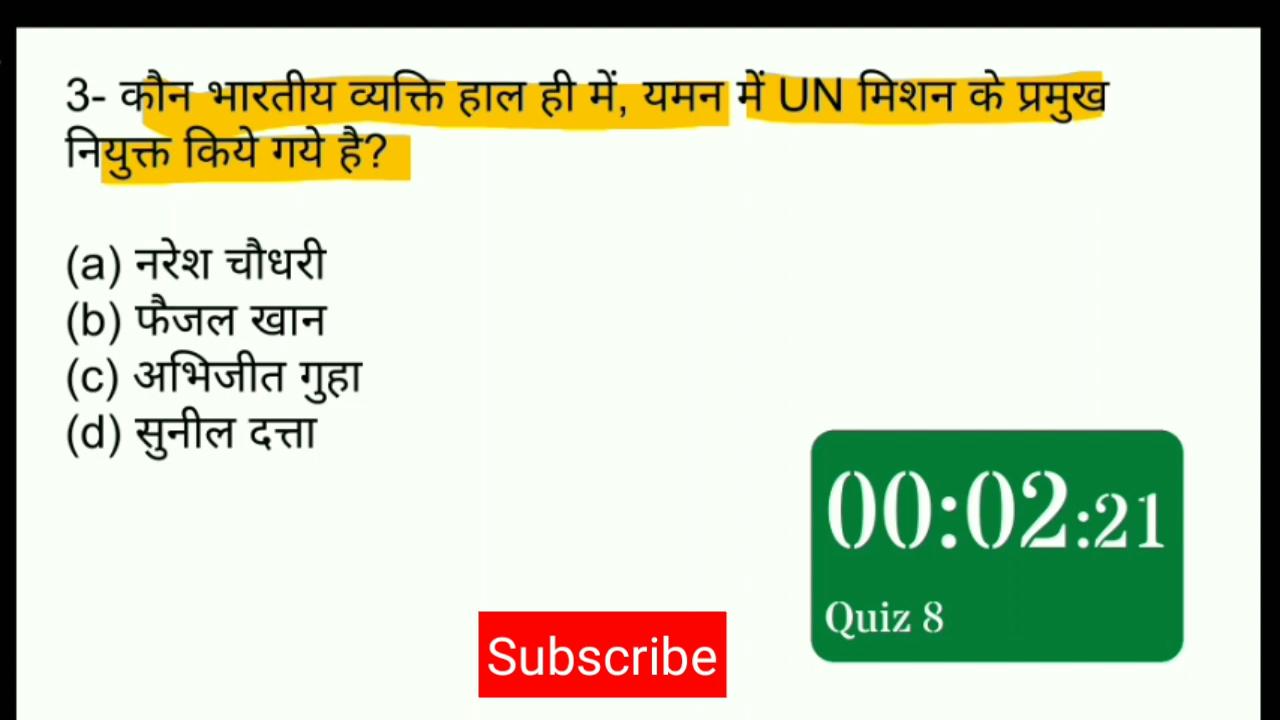 3- कौन भारतीय व्यक्ति हाल ही में, यमन में UN मिशन के प्रमुख
नियुक्त किये गये है?
(a) नरेश चौधरी
(b) फैजल खान
(c) अभिजीत गुहा
(d) सुनील दत्ता
00:02:21
Quiz 8
Subscribe